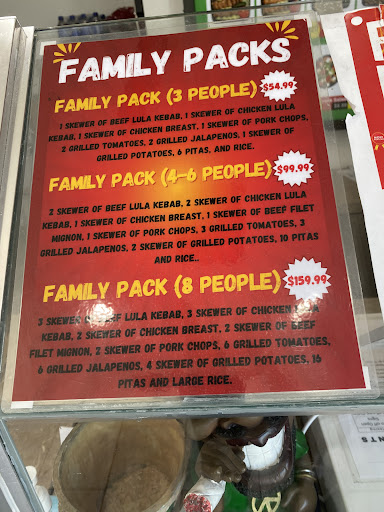 FAMILY PACKS
FAMILY PACK (3 PEOPLE) $54.99
1 SKEWER OF BEEF LULA KEBAB, 1 SKEWER OF CHICKEN LULA
KEBAB, 1 SKEWER OF CHICKEN BREAST, 1 SKEWER OF PORK CHOPS,
2 GRILLED TOMATOES, 2 GRILLED JALAPENOS, 1 SKEWER OF
GRILLED POTATOES, 6 PITAS, AND RICE.
FAMILY PACK (4-6 PEOPLE) $99.99
2 SKEWER OF BEEF LULA KEBAB, 2 SKEWER OF CHICKEN LULA
KEBAB, 1 SKEWER OF CHICKEN BREAST, 1 SKEWER OF BEEF FILET
MIGNON, 1 SKEWER OF PORK CHOPS, 3 GRILLED TOMATOES, 3
GRILLED JALAPENOS, 2 SKEWER OF GRILLED POTATOES, 10 PITAS
AND RICE..
FAMILY PACK (8 PEOPLE) $159.99
3 SKEWER OF BEEF LULA KEBAB, 3 SKEWER OF CHICKEN LULA
KEBAB, 2 SKEWER OF CHICKEN BREAST, 2 SKEWER OF BEEF
FILET MIGNON, 2 SKEWER OF PORK CHOPS, 6 GRILLED TOMATOES,
6 GRILLED JALAPENOS, 4 SKEWER OF GRILLED POTATOES, 16
PITAS AND LARGE RICE.